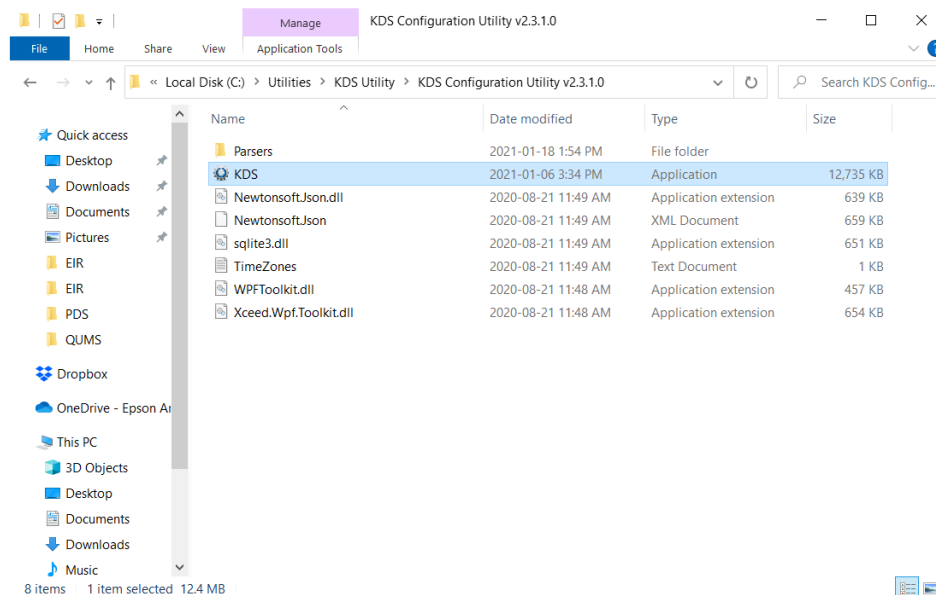 Manage
KDS Configuration Utility v2.3.1.0
File Home Share View Application Tools
« Local Disk (C:) > Utilities > KDS Utility > KDS Configuration Utility v2.3.1.0
Search KDS Config...
Name Date modified Type Size
Quick access
Desktop
Downloads
Documents
Pictures
EIR
EIR
PDS
QUMS
Dropbox
OneDrive - Epson Ar
This PC
3D Objects
Desktop
Documents
Downloads
Music
Parsers 2021-01-18 1:54 PM File folder
KDS 2021-01-06 3:34 PM Application 12,735 KB
Newtonsoft.Json.dll 2020-08-21 11:49 AM Application extension 639 KB
Newtonsoft.Json 2020-08-21 11:49 AM XML Document 659 KB
sqlite3.dll 2020-08-21 11:49 AM Application extension 651 KB
TimeZones 2020-08-21 11:49 AM Text Document 1 KB
WPFToolkit.dll 2020-08-21 11:48 AM Application extension 457 KB
Xceed.Wpf.Toolkit.dll 2020-08-21 11:48 AM Application extension 654 KB
8 items 1 item selected 12.4 MB